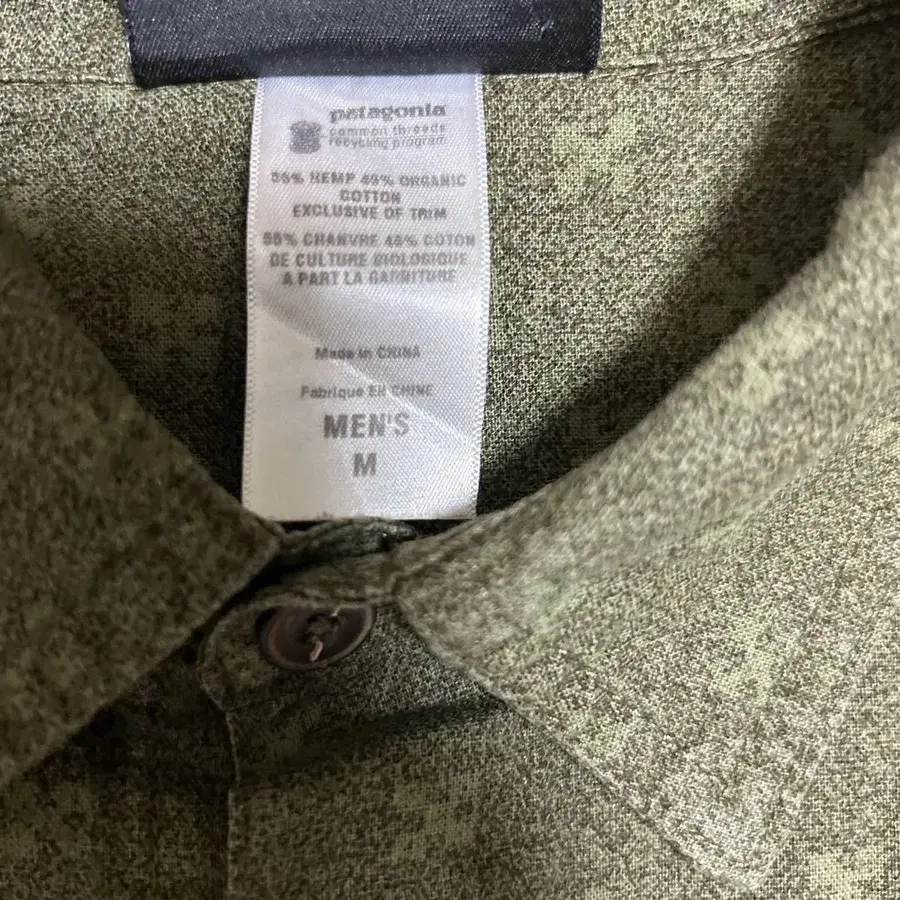 patagonia
common threads
recycling program
55% HEMP 45% ORGANIC
COTTON
EXCLUSIVE OF TRIM
55% CHANVRE 45% COTON
DE CULTURE BIOLOGIQUE
A PART LA GARNITURE
Made in CHINA
Fabriqué EN CHINE
MEN'S
M